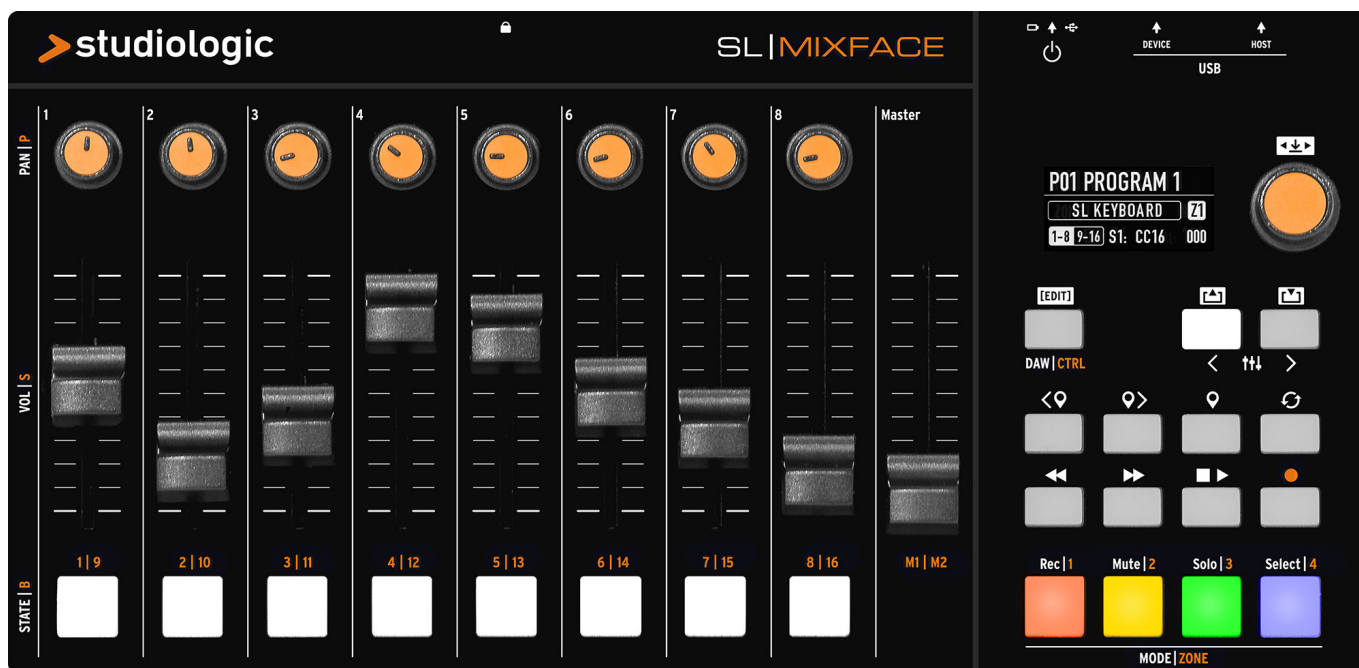 studiologic
SL|MIXFACE
DEVICE
HOST
USB
1
2
3
4
5
6
7
8
Master
PAN|P
P01 PROGRAM 1
SL KEYBOARD Z1
1-8 9-16 S1: CC16 000
[EDIT]
DAW|CTRL
VOL|S
1|9
2|10
3|11
4|12
5|13
6|14
7|15
8|16
M1|M2
STATE|B
Rec|1
Mute|2
Solo|3
Select|4
MODE|ZONE